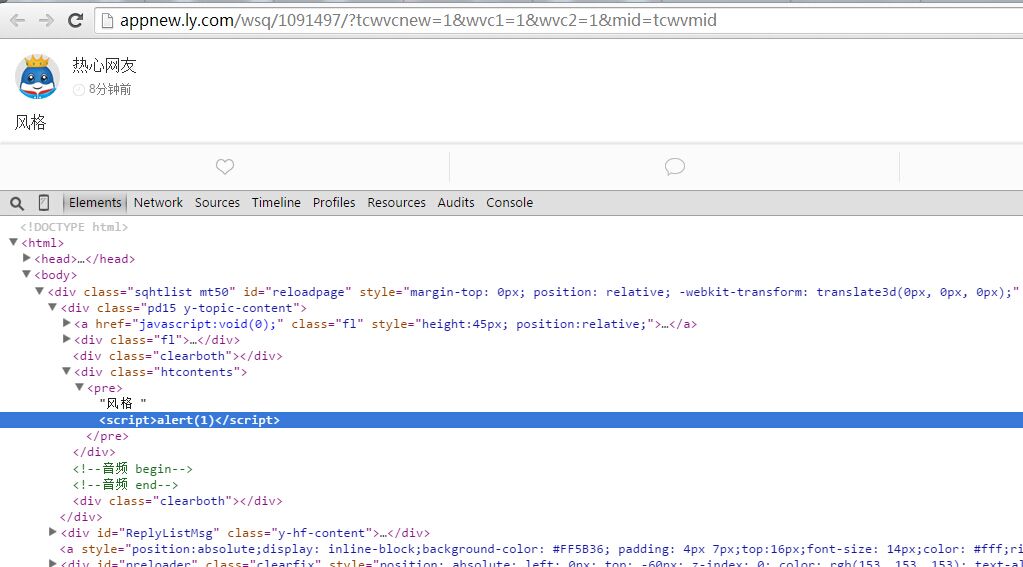 appnew.ly.com/wsq/1091497/?tcwvcnew=1&wvc1=1&wvc2=1&mid=tcwvmid
热心网友
8分钟前
风格
Elements Network Sources Timeline Profiles Resources Audits Console
<!DOCTYPE html>
<html>
<head>…</head>
<body>
<div class="sqhtlist mt50" id="reloadpage" style="margin-top: 0px; position: relative; -webkit-transform: translate3d(0px, 0px, 0px);"
<div class="pd15 y-topic-content">
<a href="javascript:void(0);" class="fl" style="height:45px; position:relative;">…</a>
<div class="fl">…</div>
<div class="clearboth"></div>
<div class="htcontents">
<pre>
"风格 "
<script>alert(1)</script>
</pre>
</div>
<!--音频 begin-->
<!--音频 end-->
<div class="clearboth"></div>
</div>
<div id="ReplyListMsg" class="y-hf-content">…</div>
<a style="position:absolute;display: inline-block;background-color: #FF5B36; padding: 4px 7px;top:16px;font-size: 14px;color: #fff;ri
<div id="preloader" class="clearfix" style="position: absolute; left: 0px; top: -60px; z-index: 0; color: rgb(153, 153, 153); text-al